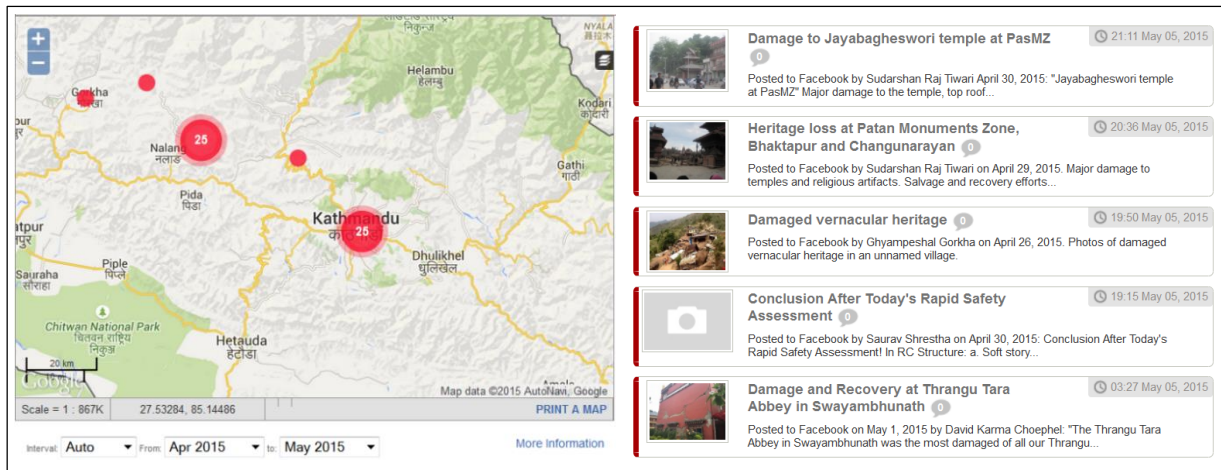 NYALA
Helambu
हेलम्बु
Kodari
कोदारी
Gorkha
25
Nalang
नलाङ
Gathi
गाठी
Pida
पिडा
Kathmandu
25
Dhulikhel
धुलिखेल
Piple
पिप्ले
Sauraha
सौराहा
Chitwan National Park
चितवन राष्ट्रिय
निकुञ्ज
Hetauda
हेटौडा
20 km
Google
Map data ©2015 AutoNavi, Google
Scale = 1 : 867K
27.53284, 85.14486
PRINT A MAP
Interval: Auto From: Apr 2015 to: May 2015
More Information
Damage to Jayabagheswori temple at PasMZ
0
21:11 May 05, 2015
Posted to Facebook by Sudarshan Raj Tiwari April 30, 2015: "Jayabagheswori temple
at PasMZ" Major damage to the temple, top roof...
Heritage loss at Patan Monuments Zone,
Bhaktapur and Changunarayan 0
20:36 May 05, 2015
Posted to Facebook by Sudarshan Raj Tiwari on April 29, 2015. Major damage to
temples and religious artifacts. Salvage and recovery efforts...
Damaged vernacular heritage 0
19:50 May 05, 2015
Posted to Facebook by Ghyampeshal Gorkha on April 26, 2015. Photos of damaged
vernacular heritage in an unnamed village.
Conclusion After Today's Rapid Safety
Assessment 0
19:15 May 05, 2015
Posted to Facebook by Saurav Shrestha on April 30, 2015: Conclusion After Today's
Rapid Safety Assessment! In RC Structure: a. Soft story...
Damage and Recovery at Thrangu Tara
Abbey in Swayambhunath 0
03:27 May 05, 2015
Posted to Facebook on May 1, 2015 by David Karma Choephel: "The Thrangu Tara
Abbey in Swayambhunath was the most damaged of all our Thrangu...